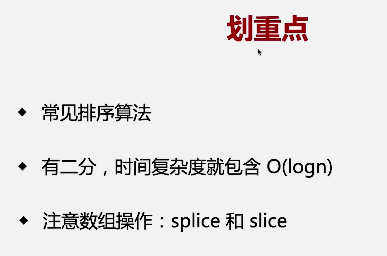 划重点
◆ 常见排序算法
◆ 有二分，时间复杂度就包含 O(logn)
◆ 注意数组操作：splice 和 slice